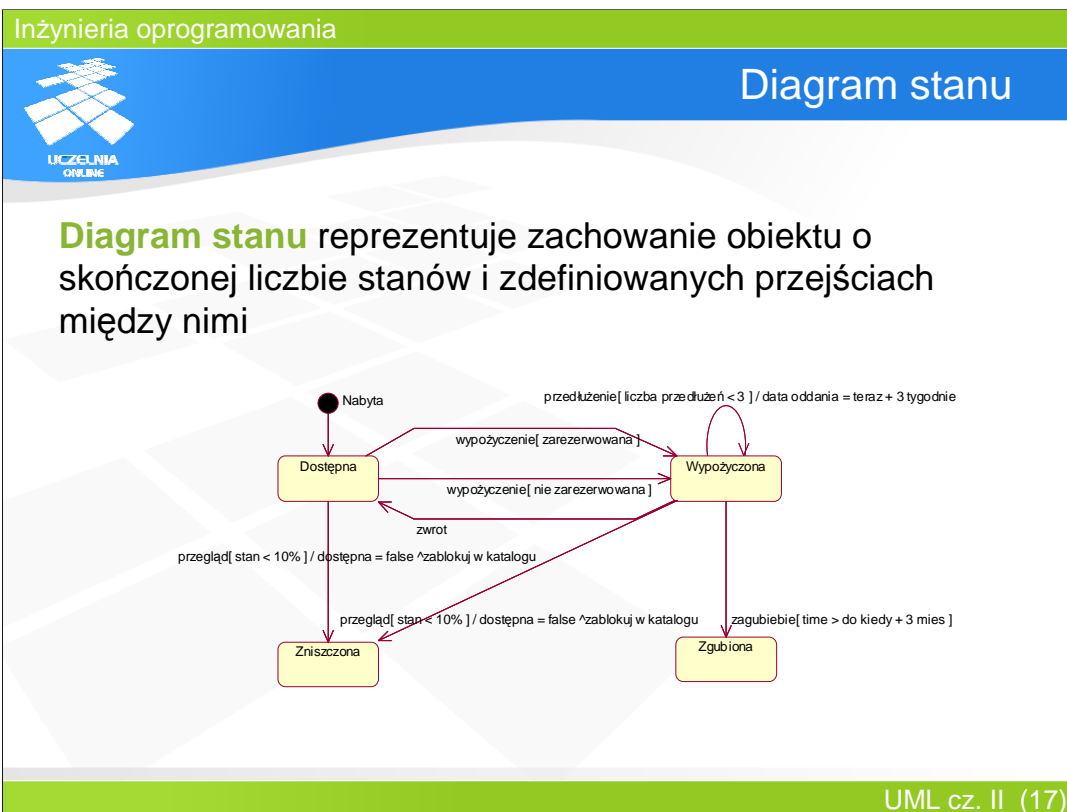 Inżynieria oprogramowania
Diagram stanu
UCZELNIA
ONLINE
Diagram stanu reprezentuje zachowanie obiektu o
skończonej liczbie stanów i zdefiniowanych przejściach
między nimi
Nabyta
przedłużenie[ liczba przedłużeń < 3 ] / data oddania = teraz + 3 tygodnie
wypożyczenie[ zarezerwowana ]
Dostępna
Wypożyczona
wypożyczenie[ nie zarezerwowana ]
zwrot
przegląd[ stan < 10% ] / dostępna = false ^zablokuj w katalogu
przegląd[ stan < 10% ] / dostępna = false ^zablokuj w katalogu
zagubiebie[ time > do kiedy + 3 mies ]
Zniszczona
Zgubiona
UML cz. II (17)